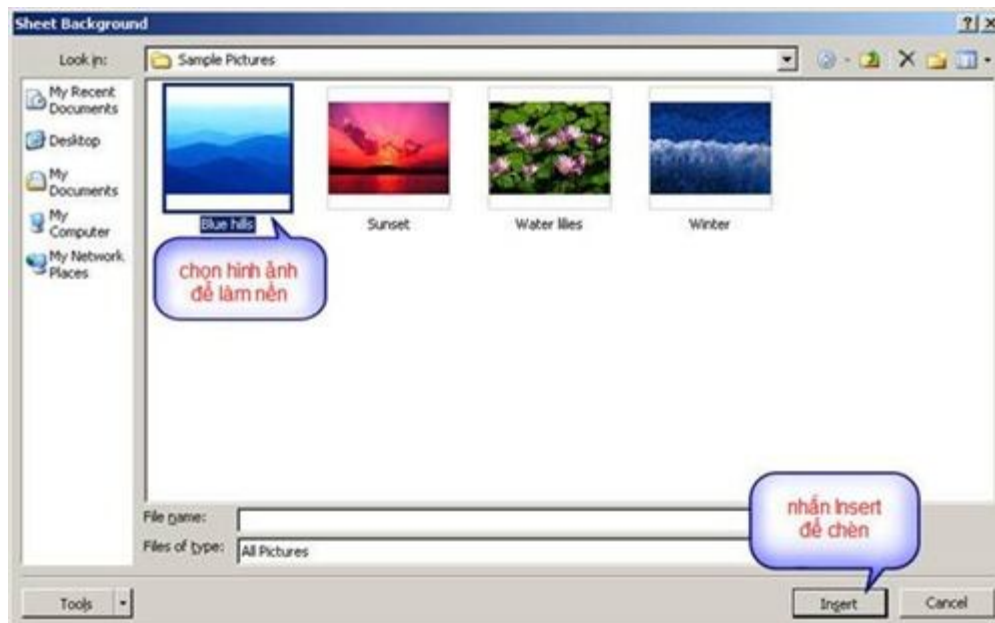 Sheet Background
Look in:
Sample Pictures
My Recent
Documents
Desktop
My
Documents
My
Computer
My Network
Places
Blue hills
Sunset
Water lilies
Winter
chọn hình ảnh
để làm nền
File name:
Files of type:
All Pictures
nhấn Insert
để chèn
Tools
Insert
Cancel